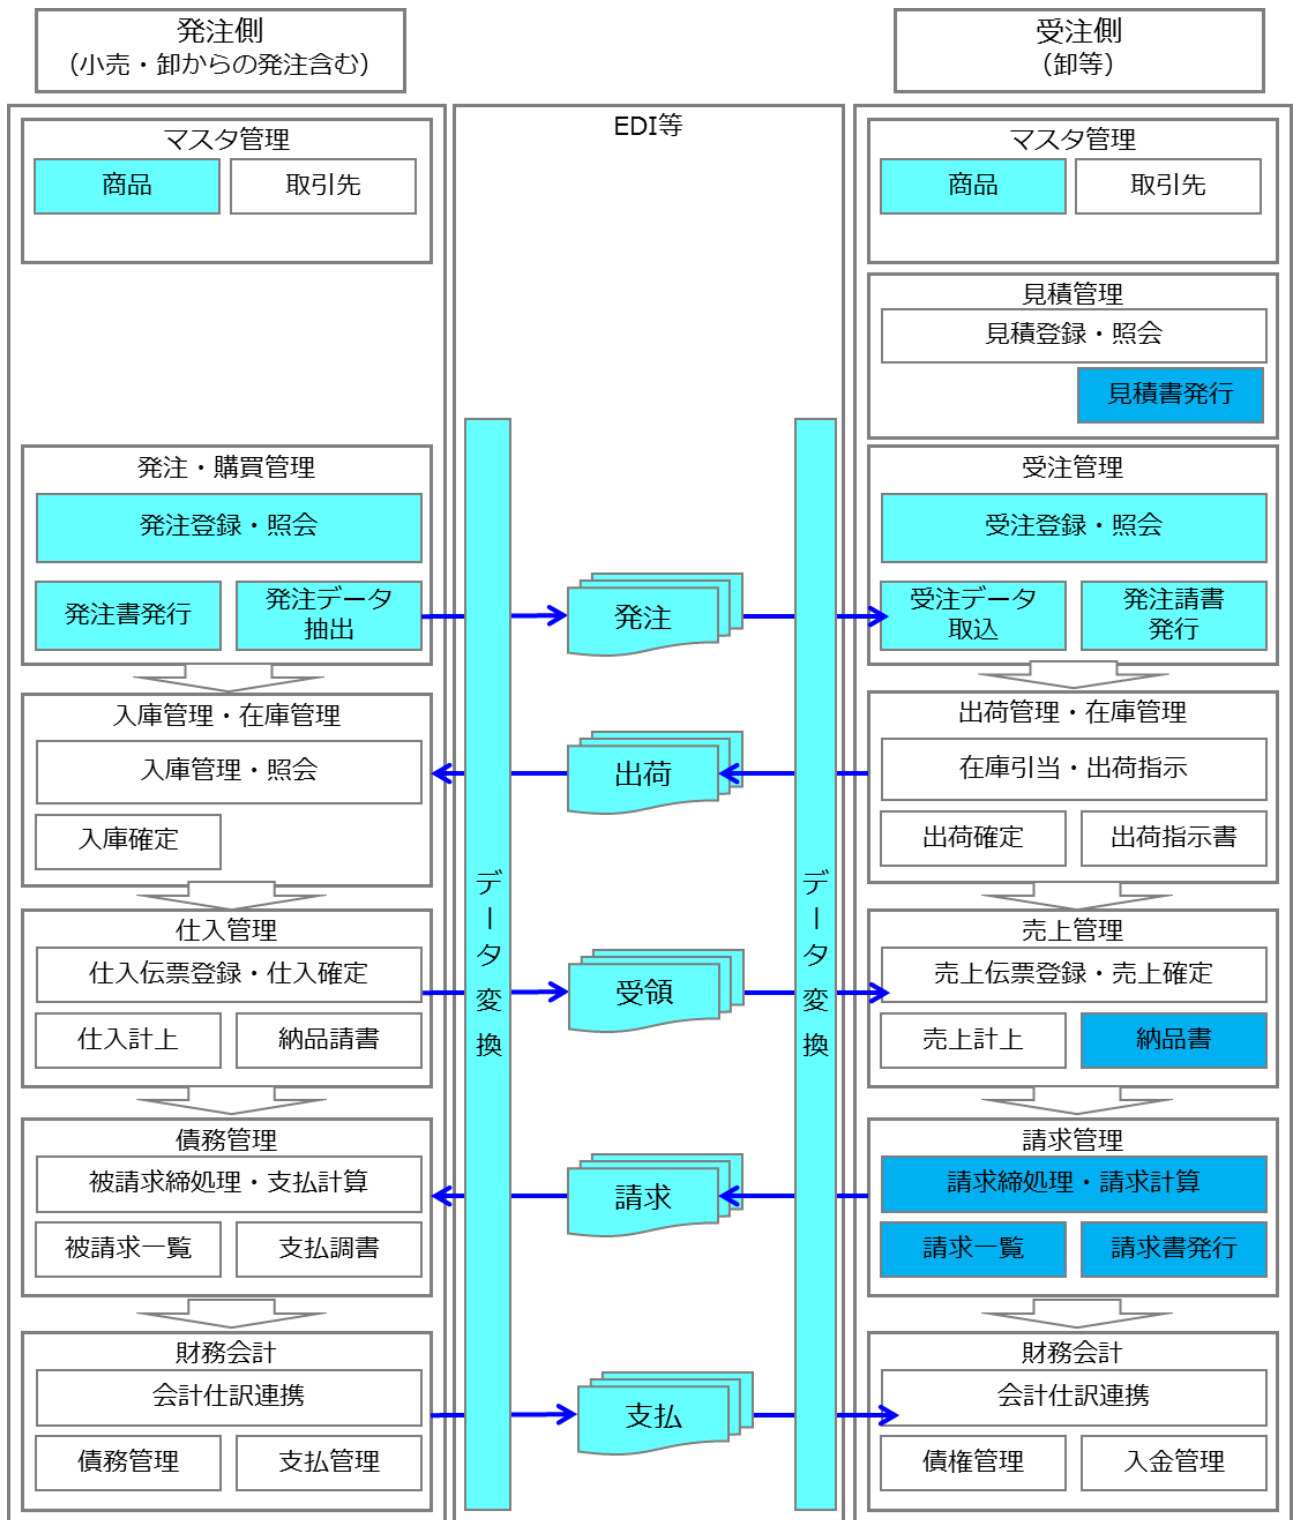 発注側
（小売・卸からの発注含む）
受注側
（卸等）
マスタ管理
商品
取引先
EDI等
マスタ管理
商品
取引先
見積管理
見積登録・照会
見積書発行
発注・購買管理
発注登録・照会
発注書発行
発注データ
抽出
発注
受注管理
受注登録・照会
受注データ
取込
発注請書
発行
入庫管理・在庫管理
入庫管理・照会
入庫確定
出荷
出荷管理・在庫管理
在庫引当・出荷指示
出荷確定
出荷指示書
データ変換
データ変換
仕入管理
仕入伝票登録・仕入確定
仕入計上
納品請書
受領
売上管理
売上伝票登録・売上確定
売上計上
納品書
債務管理
被請求締処理・支払計算
被請求一覧
支払調書
請求
請求管理
請求締処理・請求計算
請求一覧
請求書発行
財務会計
会計仕訳連携
債務管理
支払管理
支払
財務会計
会計仕訳連携
債権管理
入金管理